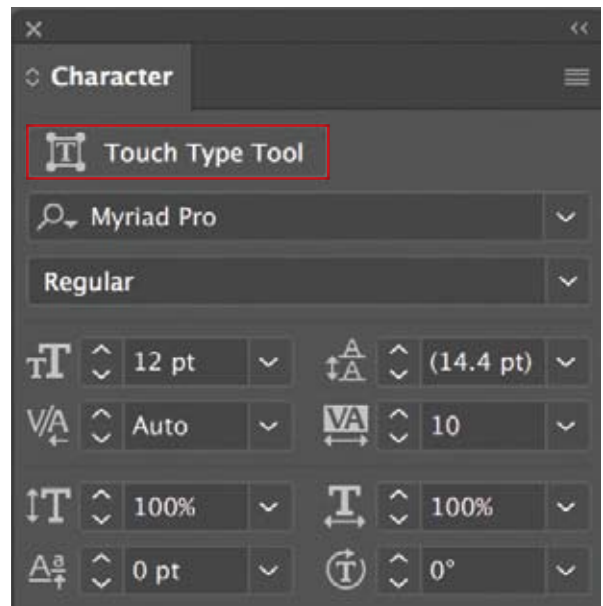 Character
Touch Type Tool
Myriad Pro
Regular
12 pt (14.4 pt)
Auto 10
100% 100%
0 pt 0°